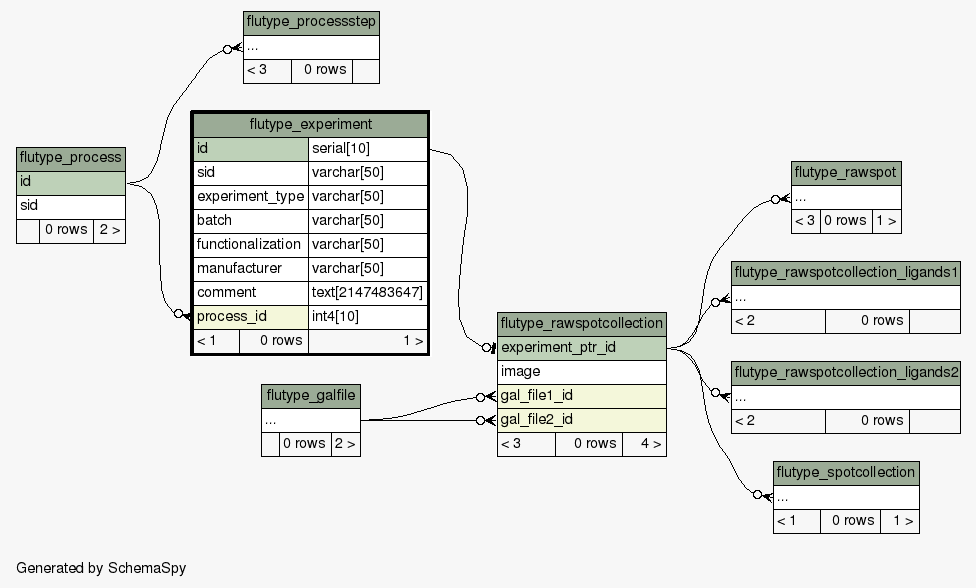 flutype_processstep
...
< 3 0 rows
flutype_process
id
sid
0 rows 2 >
flutype_experiment
id serial[10]
sid varchar[50]
experiment_type varchar[50]
batch varchar[50]
functionalization varchar[50]
manufacturer varchar[50]
comment text[2147483647]
process_id int4[10]
< 1 0 rows 1 >
flutype_galfile
...
0 rows 2 >
flutype_rawspotcollection
experiment_ptr_id
image
gal_file1_id
gal_file2_id
< 3 0 rows 4 >
flutype_rawspot
...
< 3 0 rows 1 >
flutype_rawspotcollection_ligands1
...
< 2 0 rows
flutype_rawspotcollection_ligands2
...
< 2 0 rows
flutype_spotcollection
...
< 1 0 rows 1 >
Generated by SchemaSpy